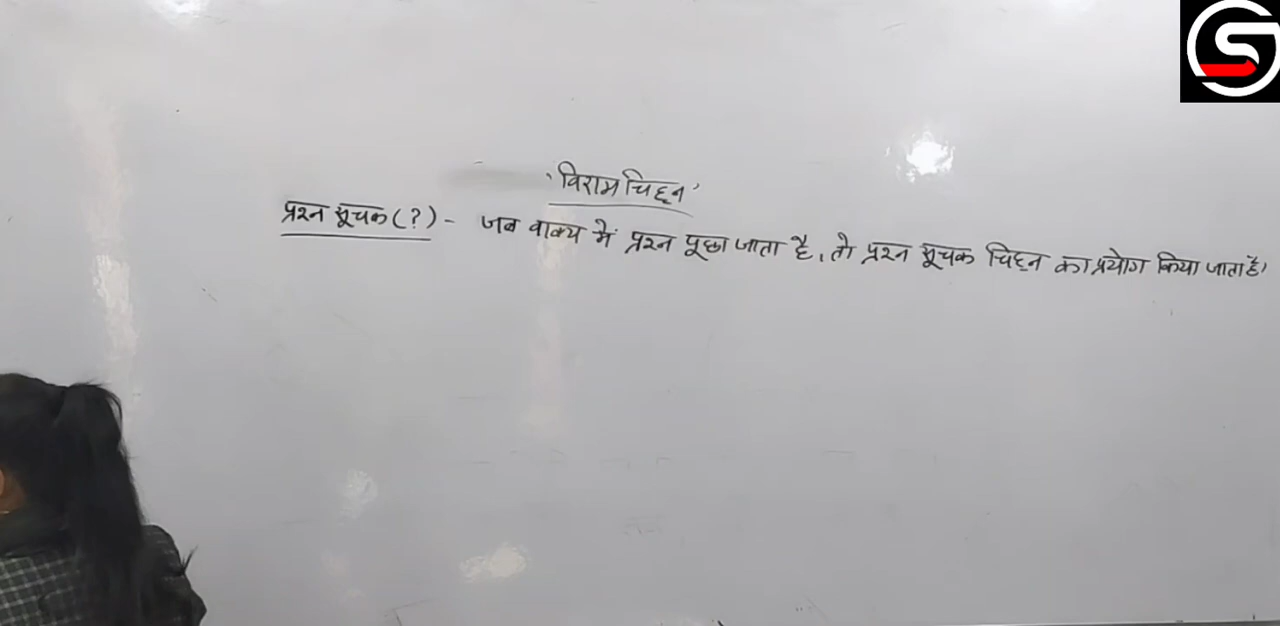 'विराम चिह्न'
प्रश्न सूचक (?) - जब वाक्य में प्रश्न पूछा जाता है, तो प्रश्न सूचक चिह्न का प्रयोग किया जाता है।